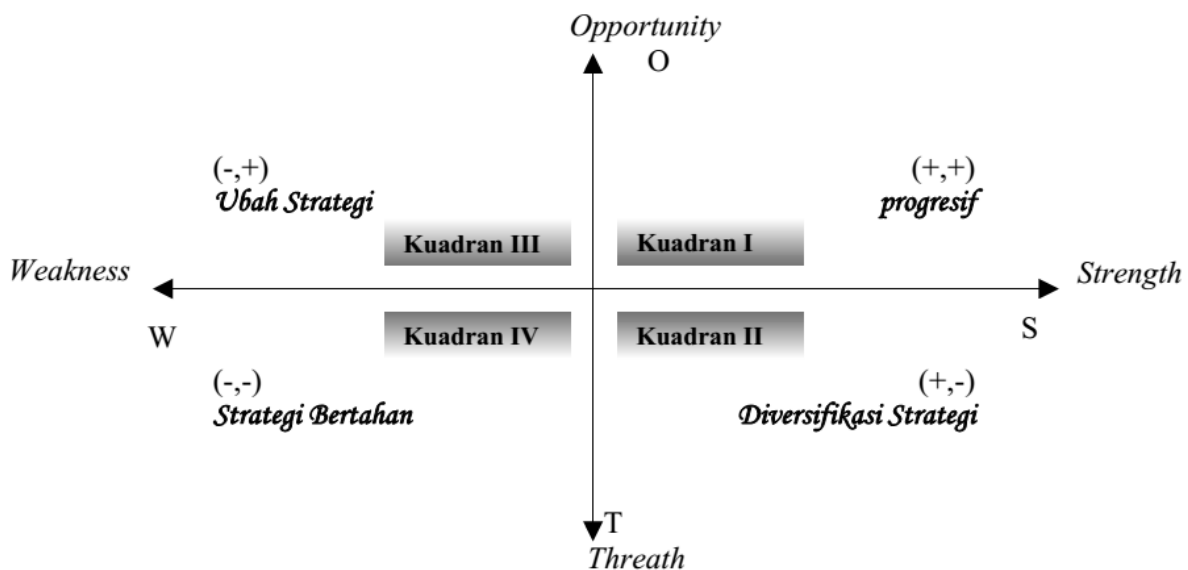 Opportunity
O
(-,+)
Ubah Strategi
(+,+)
progresif
Kuadran III
Kuadran I
Weakness
Strength
W
S
Kuadran IV
Kuadran II
(-,-)
Strategi Bertahan
(+,-)
Diversifikasi Strategi
T
Threath